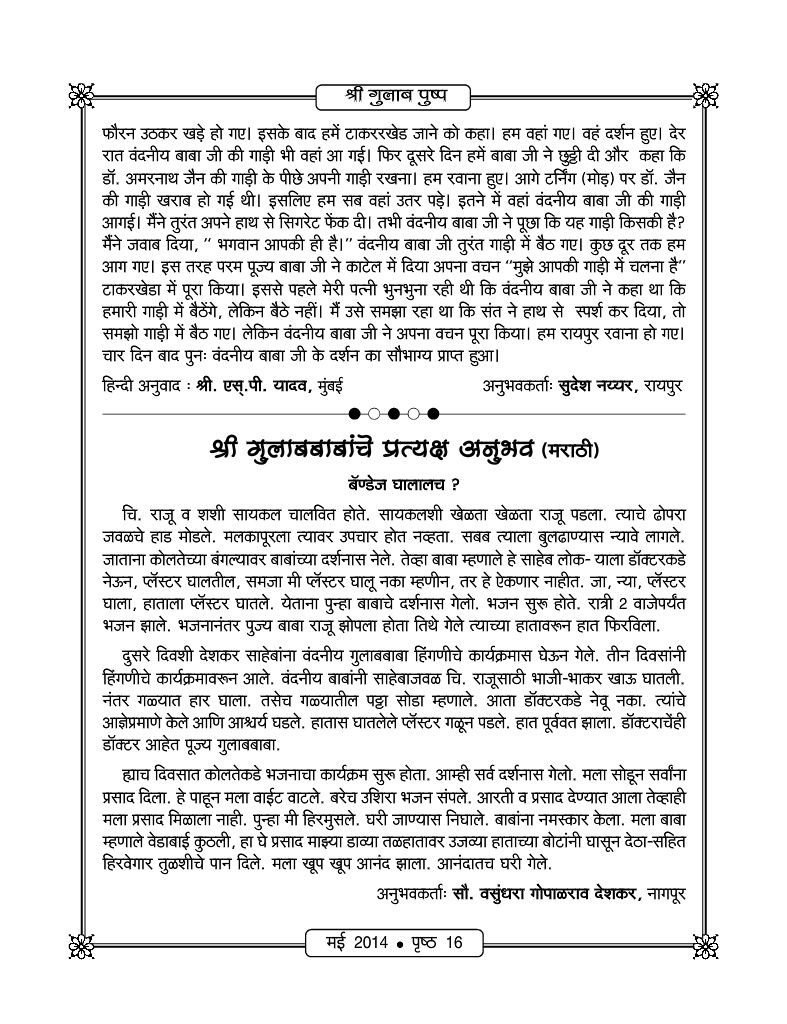 श्री गुलाब पुष्प
फौरन उठकर खड़े हो गए। इसके बाद हमें टाकररखेड जाने को कहा। हम वहां गए। वहं दर्शन हुए। देर
रात वंदनीय बाबा जी की गाड़ी भी वहां आ गई। फिर दूसरे दिन हमें बाबा जी ने छुट्टी दी और कहा कि
डॉ. अमरनाथ जैन की गाड़ी के पीछे अपनी गाड़ी रखना। हम रवाना हुए। आगे टर्निंग (मोड़) पर डॉ. जैन
की गाड़ी खराब हो गई थी। इसलिए हम सब वहां उतर पड़े। इतने में वहां वंदनीय बाबा जी की गाड़ी
आगई। मैंने तुरंत अपने हाथ से सिगरेट फेंक दी। तभी वंदनीय बाबा जी ने पूछा कि यह गाड़ी किसकी है?
मैंने जवाब दिया, ‘‘ भगवान आपकी ही है।’’ वंदनीय बाबा जी तुरंत गाड़ी में बैठ गए। कुछ दूर तक हम
आग गए। इस तरह परम पूज्य बाबा जी ने काटेल में दिया अपना वचन ‘‘मुझे आपकी गाड़ी में चलना है’’
टाकरखेडा में पूरा किया। इससे पहले मेरी पत्नी भुनभुना रही थी कि वंदनीय बाबा जी ने कहा था कि
हमारी गाड़ी में बैठेंगे, लेकिन बैठे नहीं। मैं उसे समझा रहा था कि संत ने हाथ से स्पर्श कर दिया, तो
समझो गाड़ी में बैठ गए। लेकिन वंदनीय बाबा जी ने अपना वचन पूरा किया। हम रायपुर रवाना हो गए।
चार दिन बाद पुनः वंदनीय बाबा जी के दर्शन का सौभाग्य प्राप्त हुआ।
हिन्दी अनुवाद : श्री. एस्.पी. यादव, मुंबई अनुभवकर्ताः सुदेश नय्यर, रायपुर
श्री गुलाबबाबांचे प्रत्यक्ष अनुभव (मराठी)
बॅण्डेज घालालच ?
चि. राजू व शशी सायकल चालवित होते. सायकलशी खेळता खेळता राजू पडला. त्याचे ढोपरा
जवळचे हाड मोडले. मलकापूरला त्यावर उपचार होत नव्हता. सबब त्याला बुलढाण्यास न्यावे लागले.
जाताना कोलतेच्या बंगल्यावर बाबांच्या दर्शनास नेले. तेव्हा बाबा म्हणाले हे साहेब लोक- याला डॉक्टरकडे
नेऊन, प्लॅस्टर घालतील, समजा मी प्लॅस्टर घालू नका म्हणीन, तर हे ऐकणार नाहीत. जा, न्या, प्लॅस्टर
घाला, हाताला प्लॅस्टर घातले. येताना पुन्हा बाबाचे दर्शनास गेलो. भजन सुरू होते. रात्री 2 वाजेपर्यंत
भजन झाले. भजनानंतर पुज्य बाबा राजू झोपला होता तिथे गेले त्याच्या हातावरून हात फिरविला.
दुसरे दिवशी देशकर साहेबांना वंदनीय गुलाबबाबा हिंगणीचे कार्यक्रमास घेऊन गेले. तीन दिवसांनी
हिंगणीचे कार्यक्रमावरून आले. वंदनीय बाबांनी साहेबाजवळ चि. राजूसाठी भाजी-भाकर खाऊ घातली.
नंतर गळ्यात हार घाला. तसेच गळ्यातील पट्ठा सोडा म्हणाले. आता डॉक्टरकडे नेवू नका. त्यांचे
आज्ञेप्रमाणे केले आणि आश्चर्य घडले. हातास घातलेले प्लॅस्टर गळून पडले. हात पूर्ववत झाला. डॉक्टराचेंही
डॉक्टर आहेत पूज्य गुलाबबाबा.
ह्याच दिवसात कोलतेकडे भजनाचा कार्यक्रम सुरू होता. आम्ही सर्व दर्शनास गेलो. मला सोडून सर्वांना
प्रसाद दिला. हे पाहून मला वाईट वाटले. बरेच उशिरा भजन संपले. आरती व प्रसाद देण्यात आला तेव्हाही
मला प्रसाद मिळाला नाही. पुन्हा मी हिरमुसले. घरी जाण्यास निघाले. बाबांना नमस्कार केला. मला बाबा
म्हणाले वेडाबाई कुठली, हा घे प्रसाद माझ्या डाव्या तळहातावर उजव्या हाताच्या बोटांनी घासून देठा-सहित
हिरवेगार तुळशीचे पान दिले. मला खूप खूप आनंद झाला. आनंदातच घरी गेले.
अनुभवकर्ताः सौ. वसुंधरा गोपाळराव देशकर, नागपूर
मई 2014 ● पृष्ठ 16